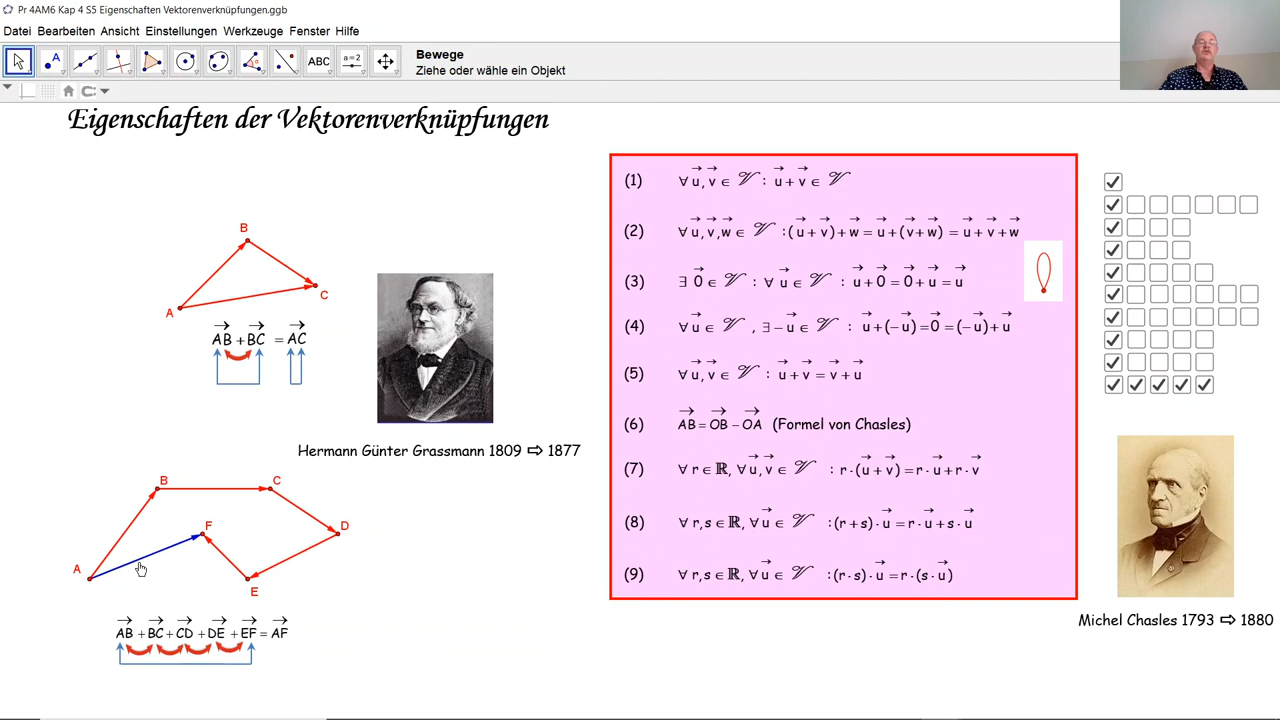 Pr 4AM6 Kap 4 S5 Eigenschaften Vektorenverknüpfungen.ggb
Datei Bearbeiten Ansicht Einstellungen Werkzeuge Fenster Hilfe
A
ABC
a=2
Bewege
Ziehe oder wähle ein Objekt
Eigenschaften der Vektorenverknüpfungen
B
A
C
AB⃗ + BC⃗ = AC⃗
Hermann Günter Grassmann 1809 ⇨ 1877
B
C
D
F
A
E
AB⃗ + BC⃗ + CD⃗ + DE⃗ + EF⃗ = AF⃗
(1) ∀ u⃗, v⃗ ∈ 𝒱 : u⃗ + v⃗ ∈ 𝒱
(2) ∀ u⃗, v⃗, w⃗ ∈ 𝒱 : (u⃗ + v⃗) + w⃗ = u⃗ + (v⃗ + w⃗) = u⃗ + v⃗ + w⃗
(3) ∃ 0⃗ ∈ 𝒱 : ∀ u⃗ ∈ 𝒱 : u⃗ + 0⃗ = 0⃗ + u⃗ = u⃗
(4) ∀ u⃗ ∈ 𝒱 , ∃ −u⃗ ∈ 𝒱 : u⃗ + (−u⃗) = 0⃗ = (−u⃗) + u⃗
(5) ∀ u⃗, v⃗ ∈ 𝒱 : u⃗ + v⃗ = v⃗ + u⃗
(6) AB⃗ = OB⃗ − OA⃗ (Formel von Chasles)
(7) ∀ r ∈ ℝ, ∀ u⃗, v⃗ ∈ 𝒱 : r · (u⃗ + v⃗) = r · u⃗ + r · v⃗
(8) ∀ r,s ∈ ℝ, ∀ u⃗ ∈ 𝒱 : (r + s) · u⃗ = r · u⃗ + s · u⃗
(9) ∀ r,s ∈ ℝ, ∀ u⃗ ∈ 𝒱 : (r · s) · u⃗ = r · (s · u⃗)
Michel Chasles 1793 ⇨ 1880